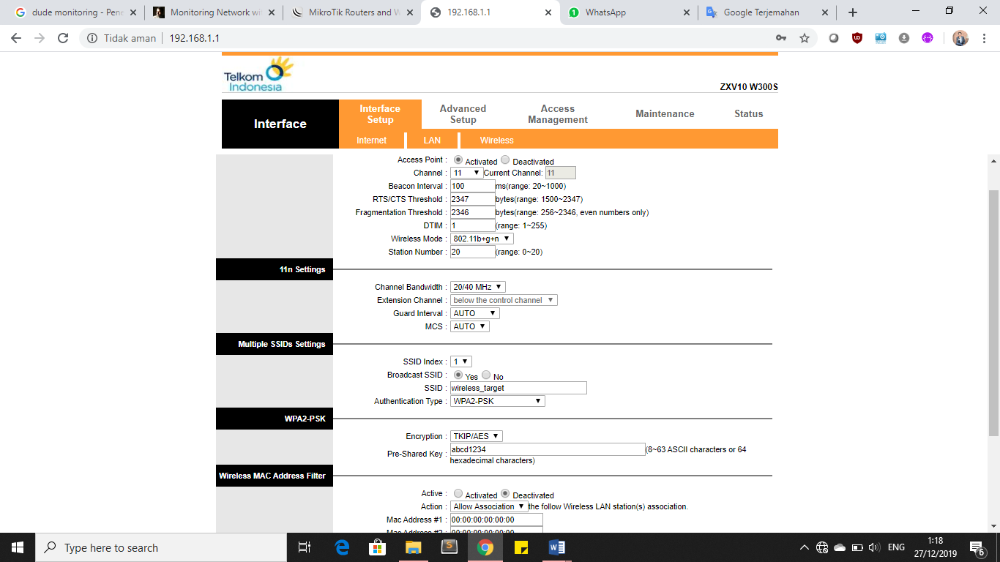 dude monitoring - Pene
Monitoring Network wit
MikroTik Routers and W
192.168.1.1
WhatsApp
Google Terjemahan
Tidak aman
192.168.1.1
Telkom
Indonesia
ZXV10 W300S
Interface
Interface Setup
Advanced Setup
Access Management
Maintenance
Status
Internet
LAN
Wireless
Access Point : Activated Deactivated
Channel : 11 Current Channel: 11
Beacon Interval : 100 ms(range: 20~1000)
RTS/CTS Threshold : 2347 bytes(range: 1500~2347)
Fragmentation Threshold : 2346 bytes(range: 256~2346, even numbers only)
DTIM : 1 (range: 1~255)
Wireless Mode : 802.11b+g+n
Station Number : 20 (range: 0~20)
11n Settings
Channel Bandwidth : 20/40 MHz
Extension Channel : below the control channel
Guard Interval : AUTO
MCS : AUTO
Multiple SSIDs Settings
SSID Index : 1
Broadcast SSID : Yes No
SSID : wireless_target
Authentication Type : WPA2-PSK
WPA2-PSK
Encryption : TKIP/AES
Pre-Shared Key : abcd1234 (8~63 ASCII characters or 64
hexadecimal characters)
Wireless MAC Address Filter
Active : Activated Deactivated
Action : Allow Association the follow Wireless LAN station(s) association.
Mac Address #1 : 00:00:00:00:00:00
Mac Address #2 : 00:00:00:00:00:00
Type here to search
ENG
1:18
27/12/2019
6